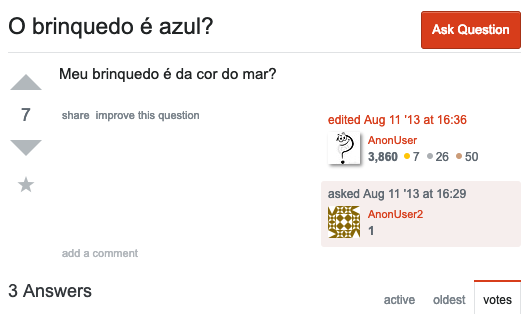 O brinquedo é azul?
Ask Question
Meu brinquedo é da cor do mar?
7
share improve this question
edited Aug 11 '13 at 16:36
AnonUser
3,860 7 26 50
asked Aug 11 '13 at 16:29
AnonUser2
1
add a comment
3 Answers
active oldest votes